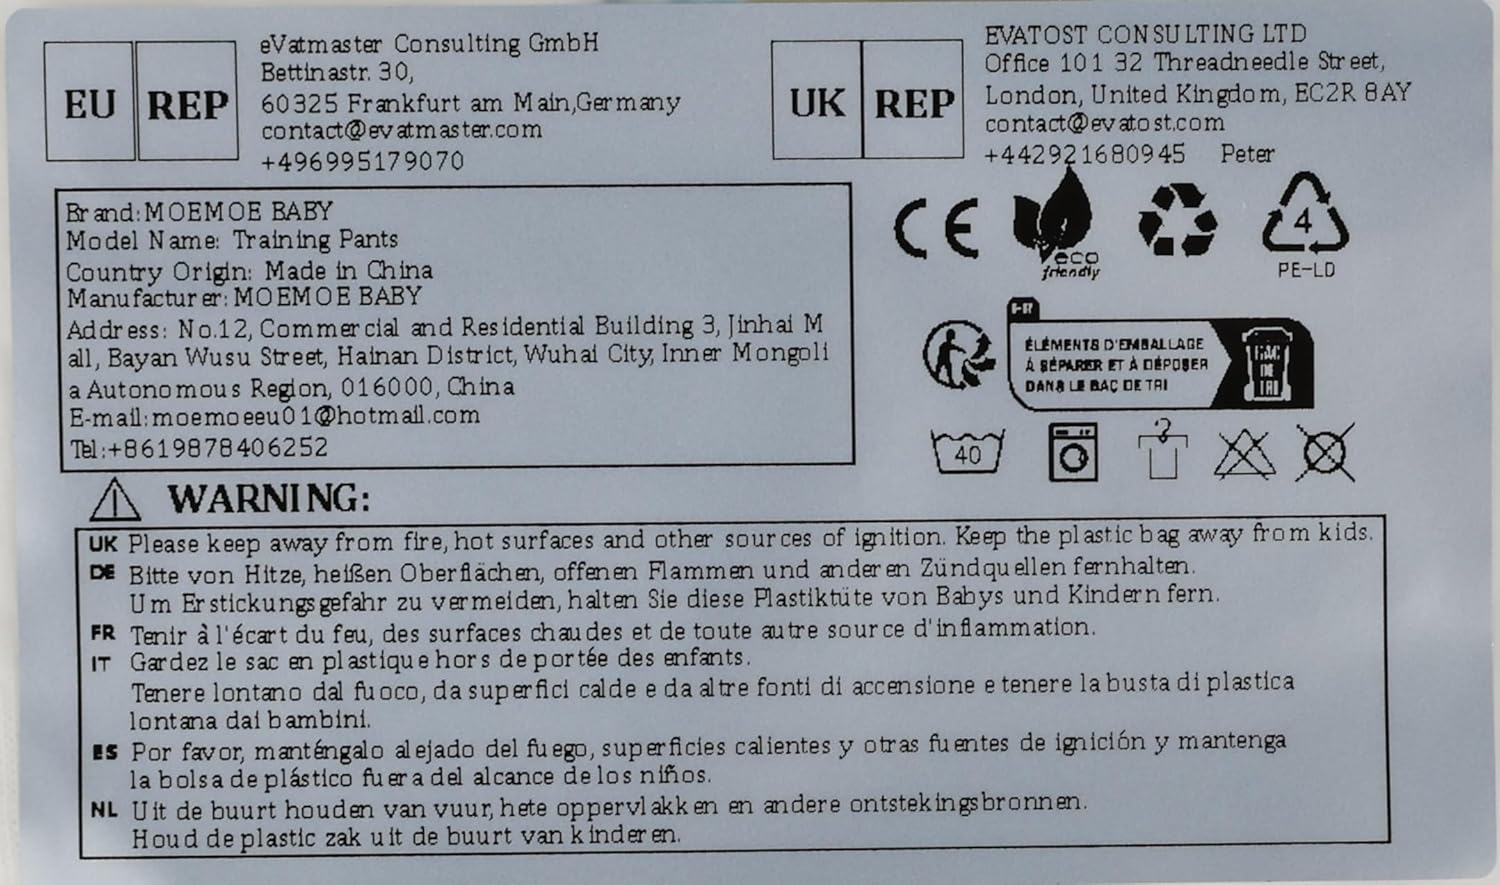 EU REP
eVatmaster Consulting GmbH
Bettinastr. 30,
60325 Frankfurt am Main,Germany
contact@evatmaster.com
+496995179070
UK REP
EVATOST CONSULTING LTD
Office 101 32 Threadneedle Street,
London, United Kingdom, EC2R 8AY
contact@evatost.com
+442921680945 Peter
Brand:MOEMOE BABY
Model Name: Training Pants
Country Origin: Made in China
Manufacturer: MOEMOE BABY
Address: No.12, Commercial and Residential Building 3, Jinhai M
all, Bayan Wusu Street, Hainan District, Wuhai City, Inner Mongoli
a Autonomous Region, 016000, China
E-mail:moemoeeu01@hotmail.com
Tel:+8619878406252
CE
eco
friendly
4
PE-LD
FR
ÉLÉMENTS D'EMBALLAGE
À SÉPARER ET À DÉPOSER
DANS LE BAC DE TRI
BAC
DE
TRI
40
WARNING:
UK Please keep away from fire, hot surfaces and other sources of ignition. Keep the plastic bag away from kids.
DE Bitte von Hitze, heißen Oberflächen, offenen Flammen und anderen Zündquellen fernhalten.
Um Erstickungsgefahr zu vermeiden, halten Sie diese Plastiktüte von Babys und Kindern fern.
FR Tenir à l'écart du feu, des surfaces chaudes et de toute autre source d'inflammation.
IT Gardez le sac en plastique hors de portée des enfants.
Tenere lontano dal fuoco, da superfici calde e da altre fonti di accensione e tenere la busta di plastica
lontana dai bambini.
ES Por favor, manténgalo alejado del fuego, superficies calientes y otras fuentes de ignición y mantenga
la bolsa de plástico fuera del alcance de los niños.
NL Uit de buurt houden van vuur, hete oppervlakken en andere ontstekingsbronnen.
Houd de plastic zak uit de buurt van kinderen.